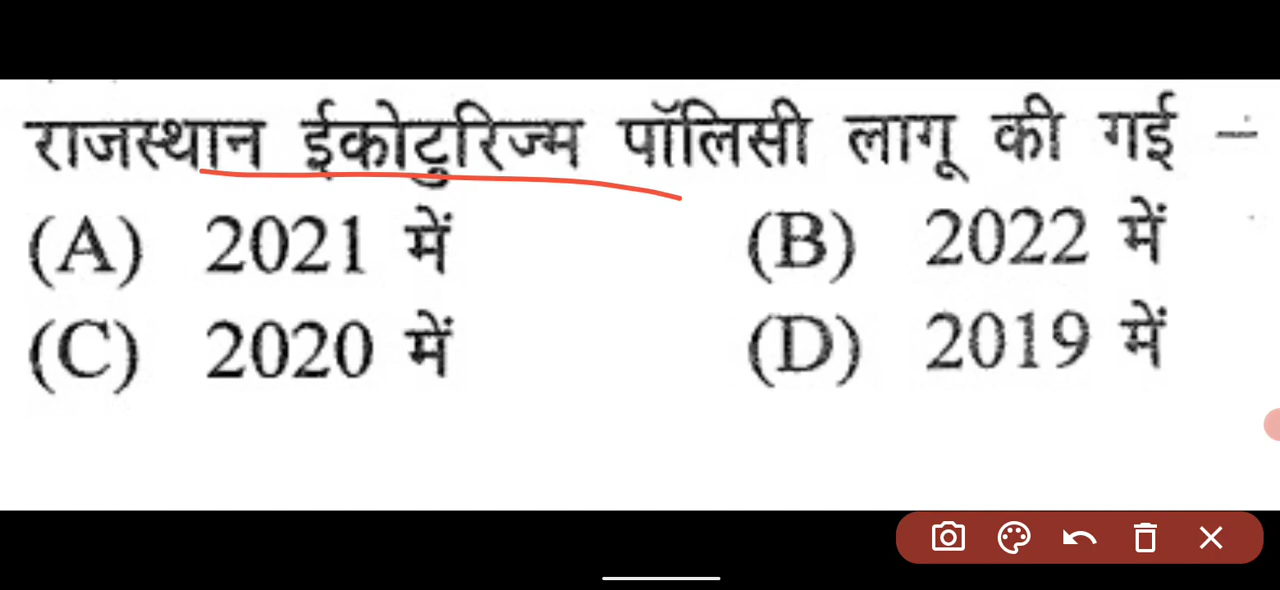 राजस्थान ईकोटुरिज्म पॉलिसी लागू की गई –
(A) 2021 में (B) 2022 में
(C) 2020 में (D) 2019 में